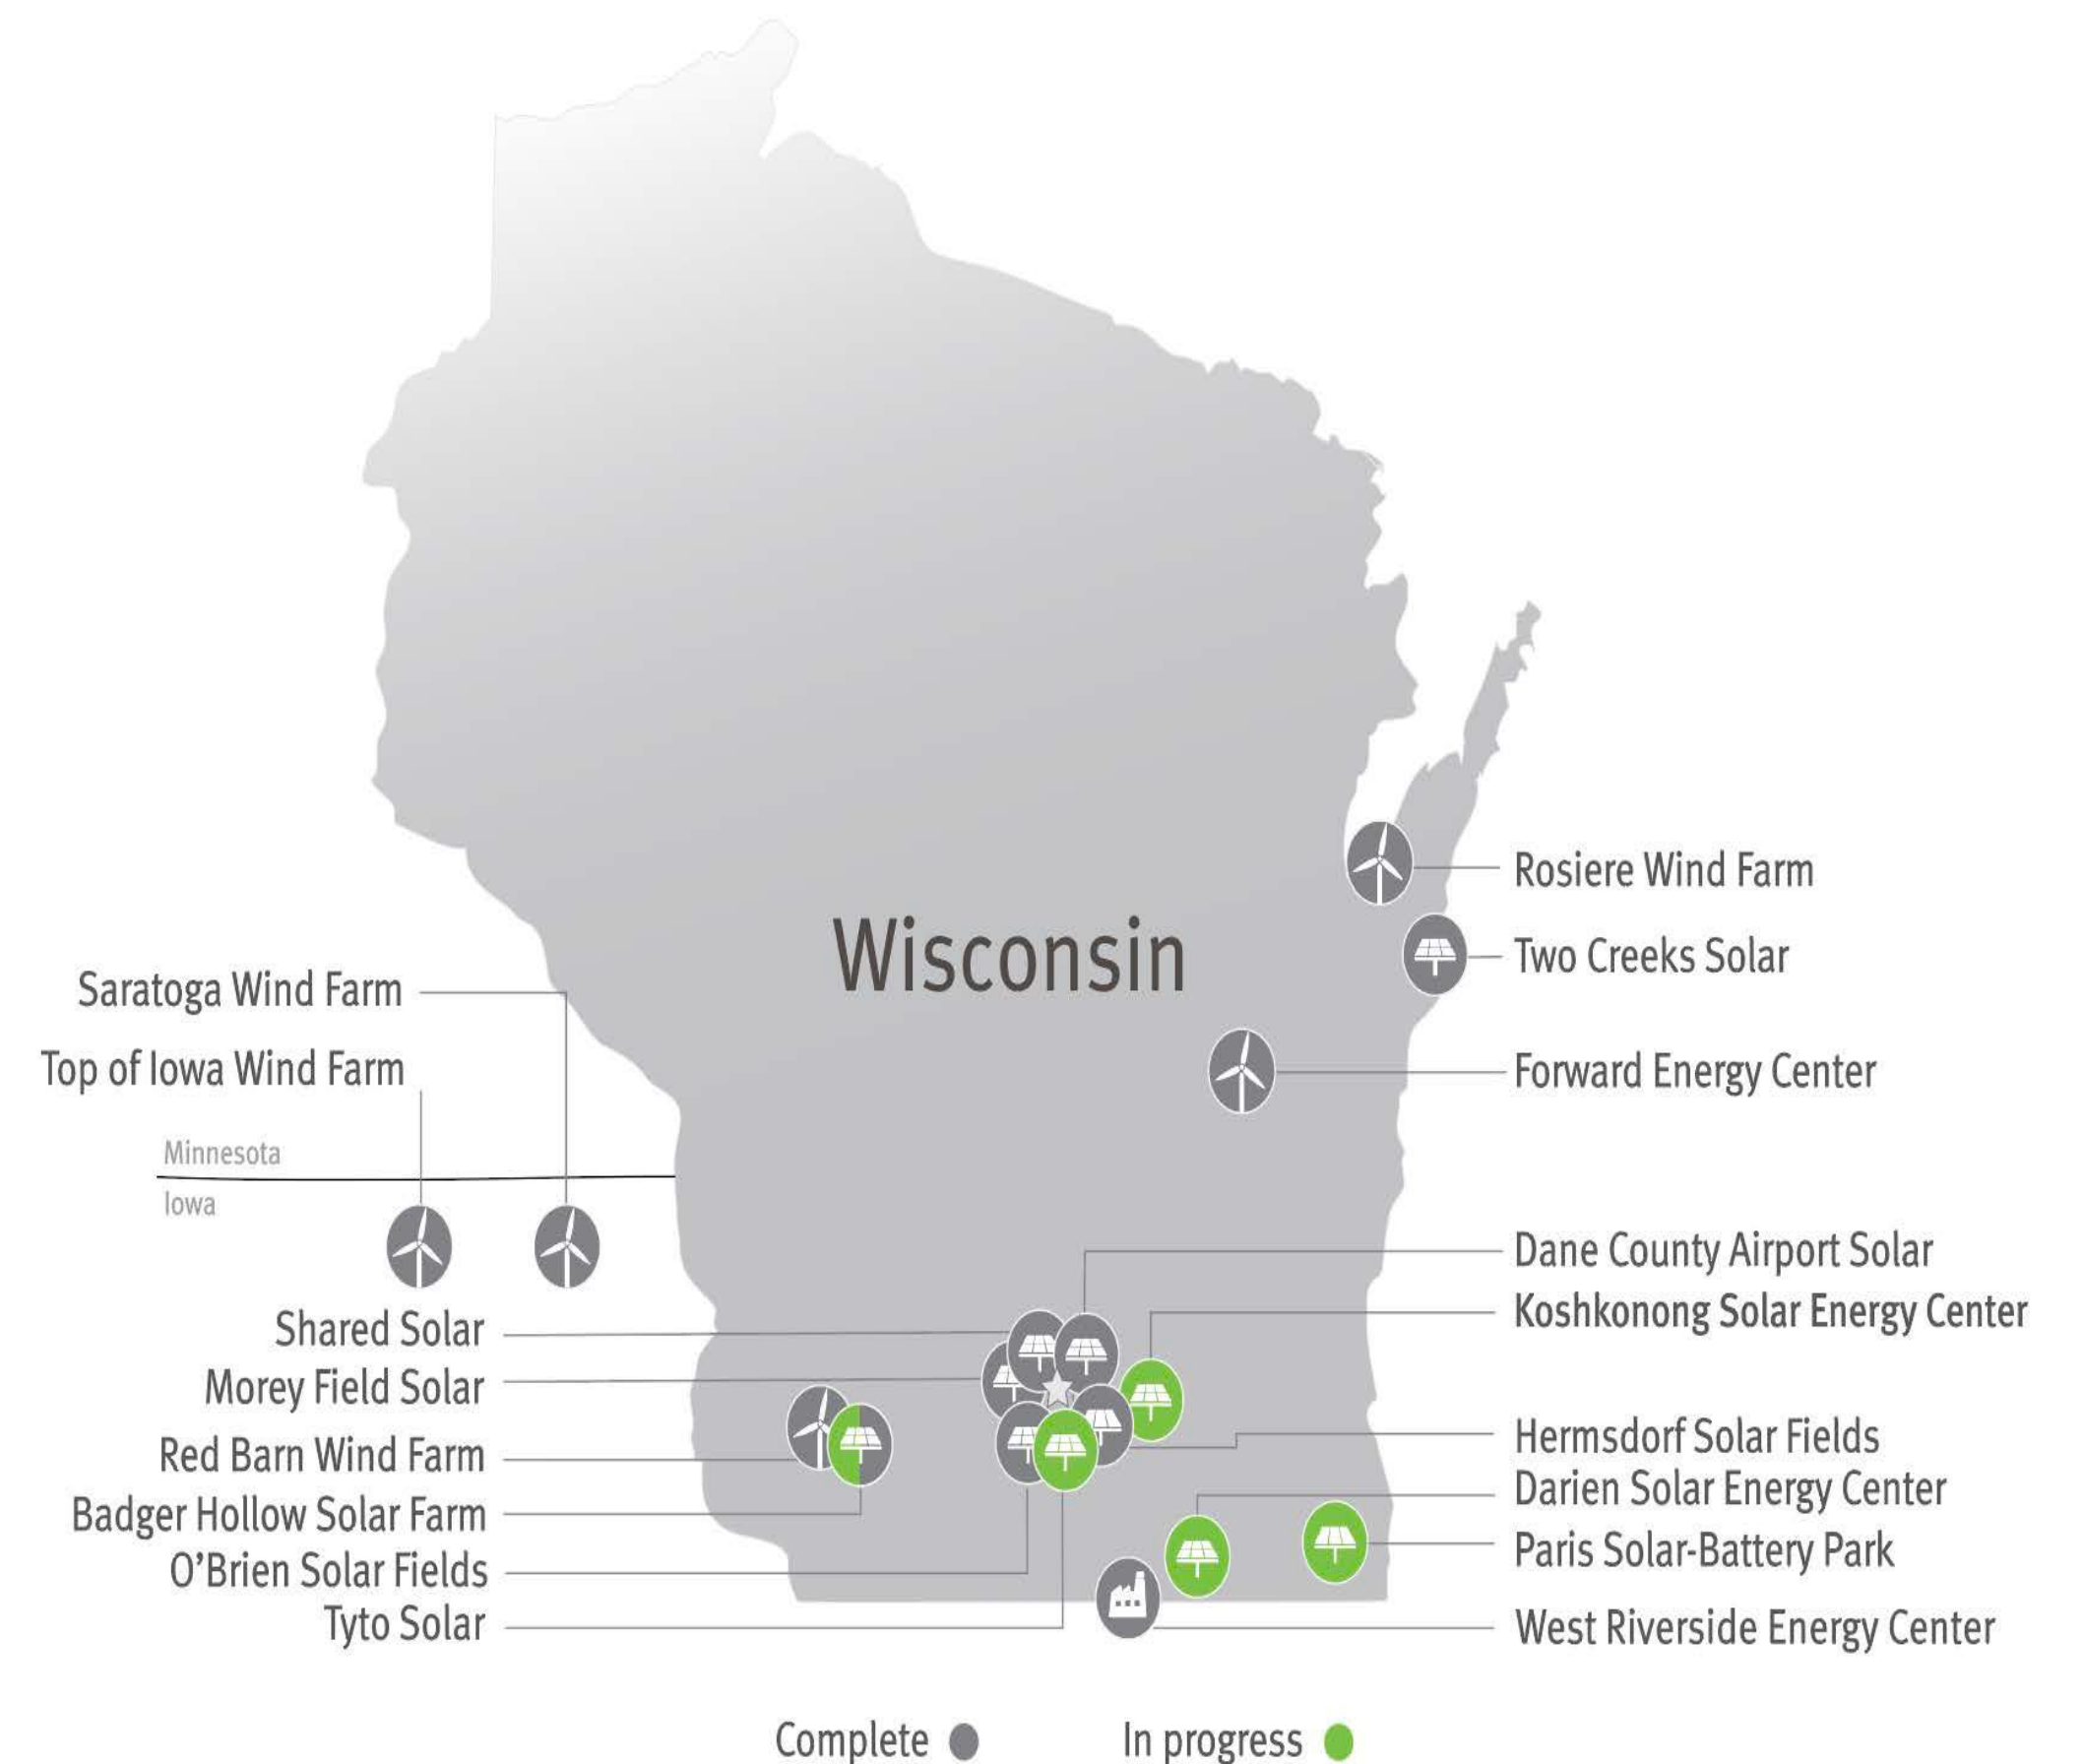 Rosiere Wind Farm
Wisconsin
Two Creeks Solar
Saratoga Wind Farm
Top of Iowa Wind Farm
Forward Energy Center
Minnesota
Iowa
Dane County Airport Solar
Koshkonong Solar Energy Center
Shared Solar
Morey Field Solar
Red Barn Wind Farm
Badger Hollow Solar Farm
O’Brien Solar Fields
Tyto Solar
Hermsdorf Solar Fields
Darien Solar Energy Center
Paris Solar-Battery Park
West Riverside Energy Center
Complete
In progress